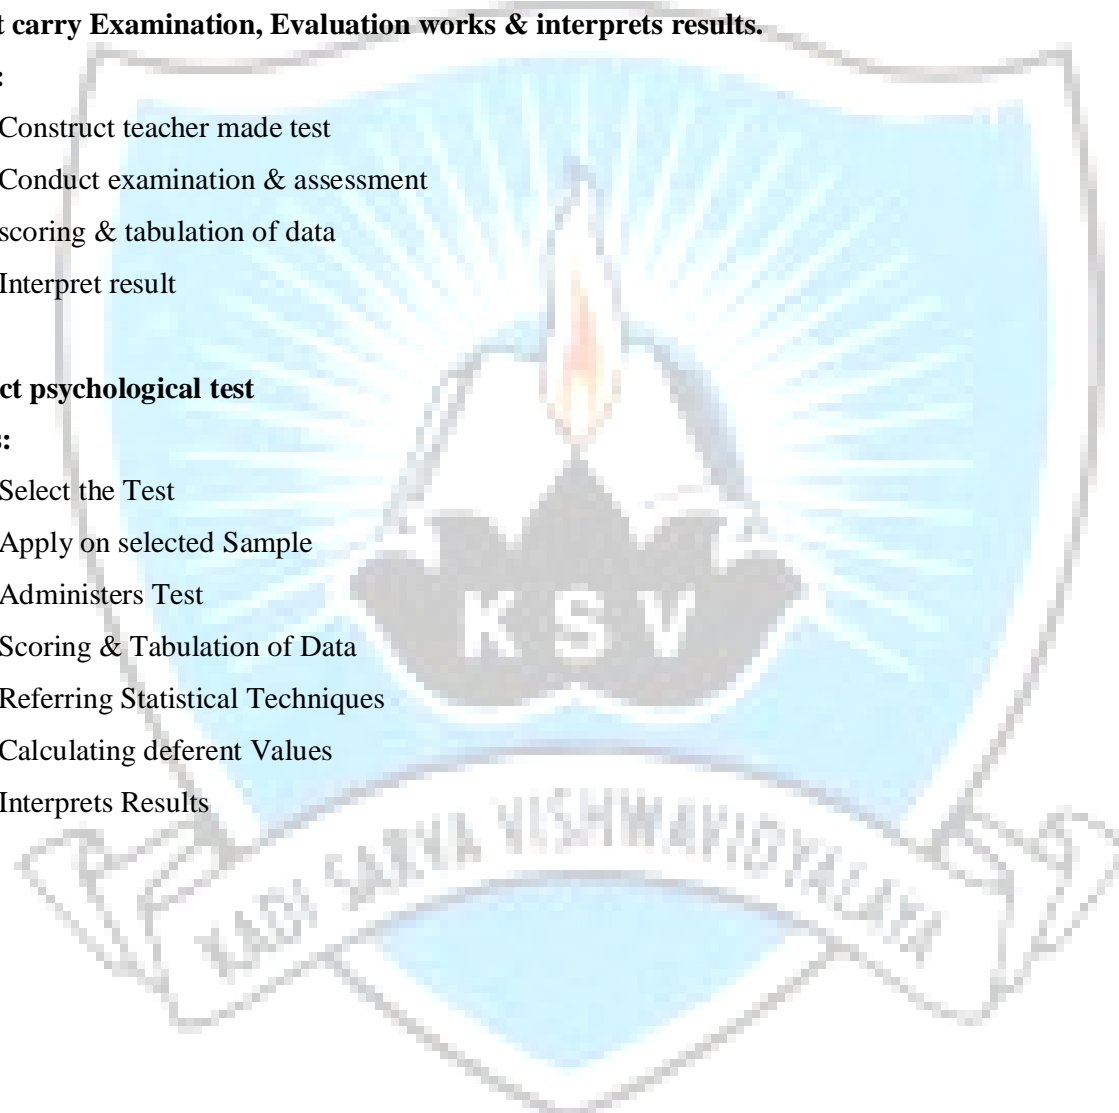 t carry Examination, Evaluation works & interprets results.
:
Construct teacher made test
Conduct examination & assessment
scoring & tabulation of data
Interpret result
ct psychological test
s:
Select the Test
Apply on selected Sample
Administers Test
Scoring & Tabulation of Data
Referring Statistical Techniques
Calculating deferent Values
Interprets Results
K S V
KADI SARVA VISHWAVIDYALAYA